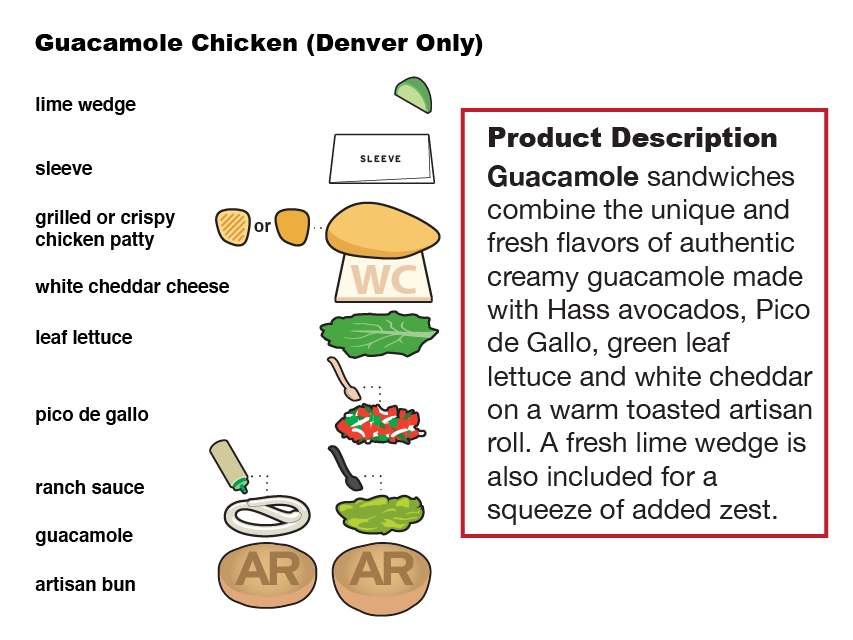 Guacamole Chicken (Denver Only)
lime wedge
sleeve
SLEEVE
grilled or crispy
chicken patty
or
white cheddar cheese
WC
leaf lettuce
pico de gallo
ranch sauce
guacamole
artisan bun
AR
AR
Product Description
Guacamole sandwiches
combine the unique and
fresh flavors of authentic
creamy guacamole made
with Hass avocados, Pico
de Gallo, green leaf
lettuce and white cheddar
on a warm toasted artisan
roll. A fresh lime wedge is
also included for a
squeeze of added zest.